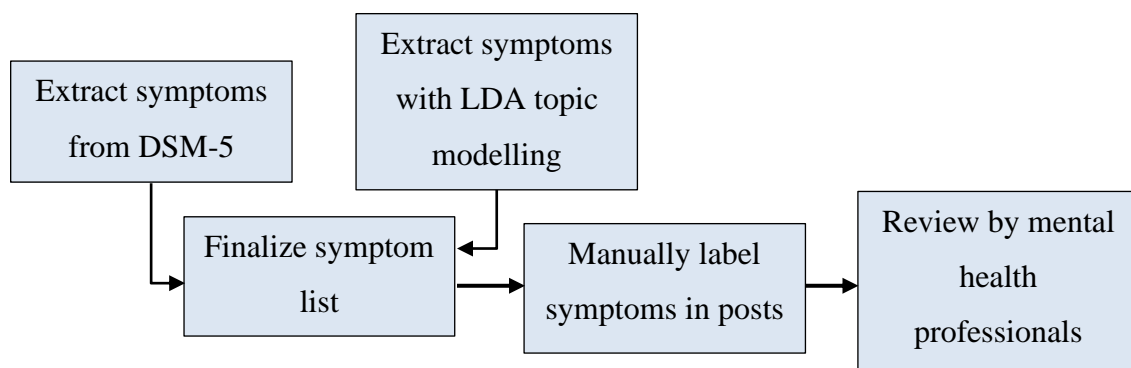 Extract symptoms
from DSM-5
Extract symptoms
with LDA topic
modelling
Finalize symptom
list
Manually label
symptoms in posts
Review by mental
health
professionals